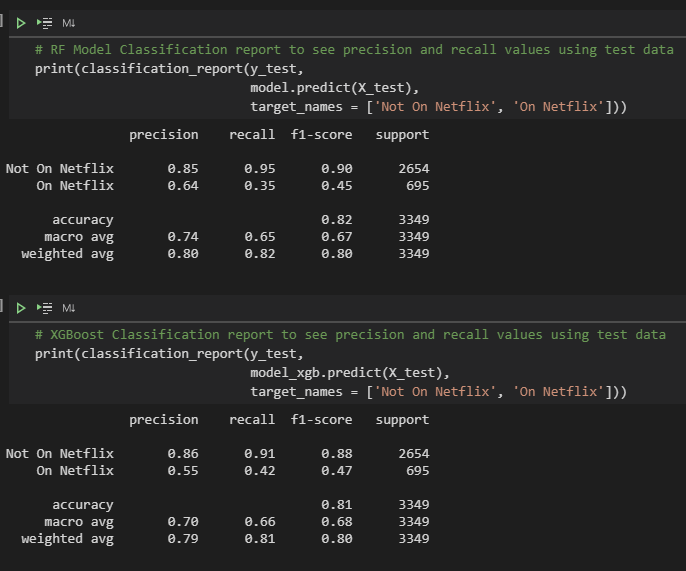 ]
M↓
# RF Model Classification report to see precision and recall values using test data
print(classification_report(y_test,
model.predict(X_test),
target_names = ['Not On Netflix', 'On Netflix']))
precision recall f1-score support
Not On Netflix 0.85 0.95 0.90 2654
On Netflix 0.64 0.35 0.45 695
accuracy 0.82 3349
macro avg 0.74 0.65 0.67 3349
weighted avg 0.80 0.82 0.80 3349
]
M↓
# XGBoost Classification report to see precision and recall values using test data
print(classification_report(y_test,
model_xgb.predict(X_test),
target_names = ['Not On Netflix', 'On Netflix']))
precision recall f1-score support
Not On Netflix 0.86 0.91 0.88 2654
On Netflix 0.55 0.42 0.47 695
accuracy 0.81 3349
macro avg 0.70 0.66 0.68 3349
weighted avg 0.79 0.81 0.80 3349